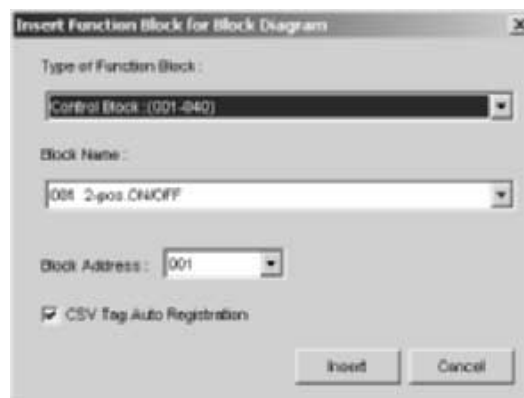 Insert Function Block for Block Diagram
Type of Function Block :
Control Block :(001-040)
Block Name :
001 2-pos ON/OFF
Block Address : 001
CSV Tag Auto Registration
Insert Cancel